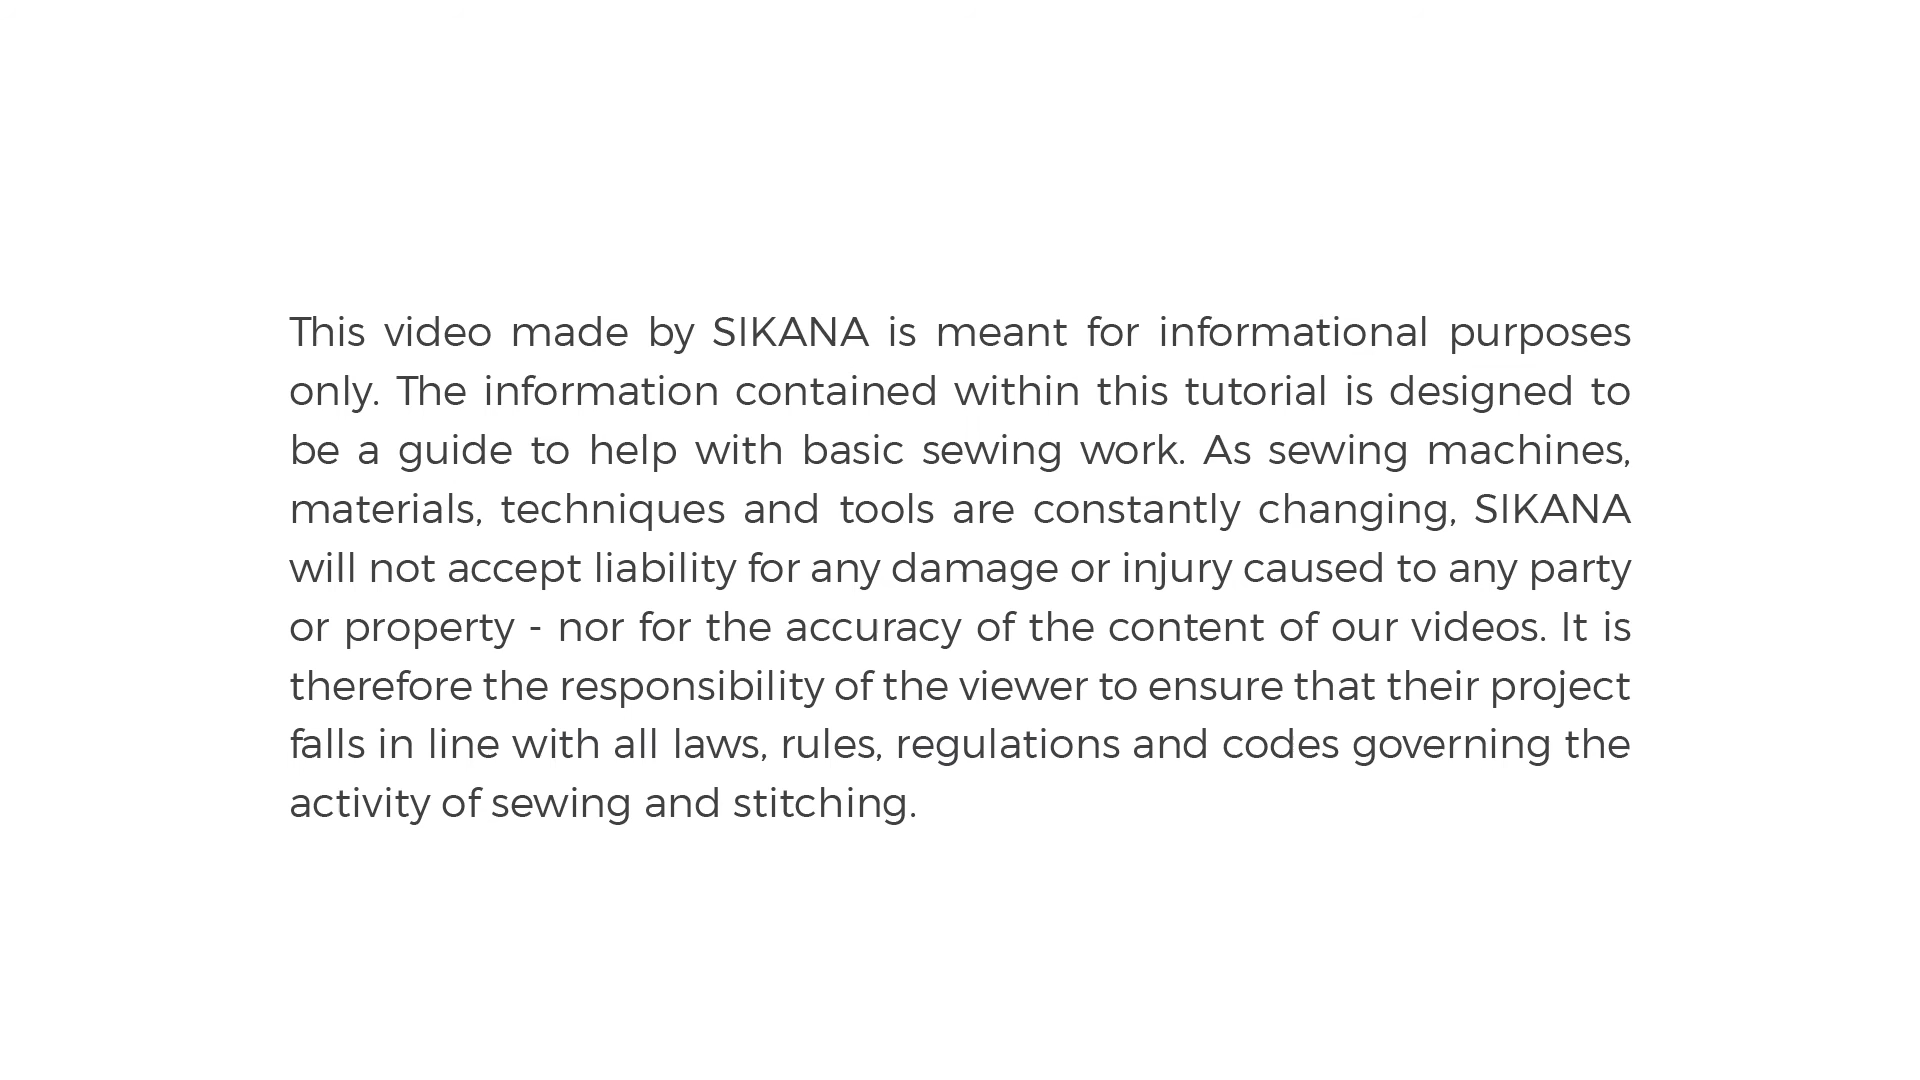 This video made by SIKANA is meant for informational purposes
only. The information contained within this tutorial is designed to
be a guide to help with basic sewing work. As sewing machines,
materials, techniques and tools are constantly changing, SIKANA
will not accept liability for any damage or injury caused to any party
or property - nor for the accuracy of the content of our videos. It is
therefore the responsibility of the viewer to ensure that their project
falls in line with all laws, rules, regulations and codes governing the
activity of sewing and stitching.